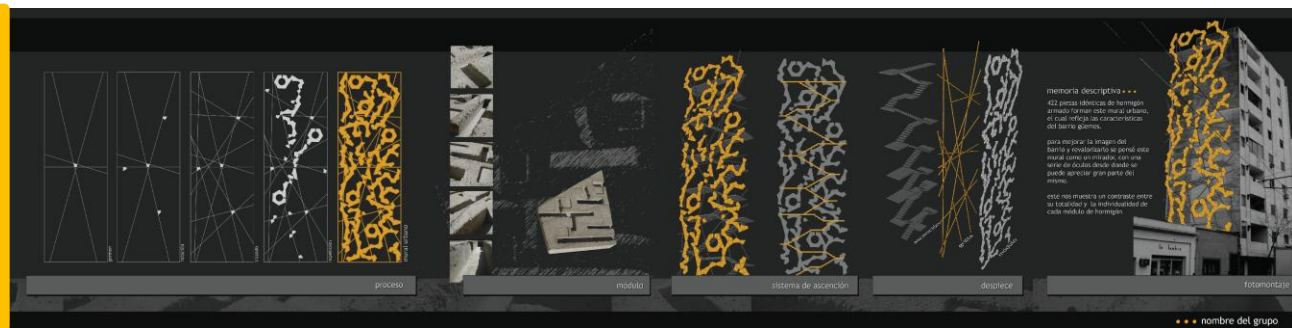 memoria descriptiva •••
422 piezas idénticas de hormigón
armado forman este mural urbano,
el cual refleja las características
del barrio güemes.
para mejorar la imagen del
barrio y revalorizarlo se pensó este
mural como un mirador, con una
serie de óculos desde donde se
puede apreciar gran parte del
mismo.
este nos muestra un contraste entre
su totalidad y la individualidad de
cada módulo de hormigón
mural urbano
proceso
modulo
sistema de ascención
despiece
fotomontaje
••• nombre del grupo